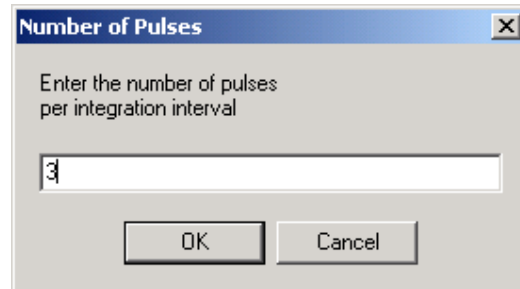 Number of Pulses
Enter the number of pulses
per integration interval
3
OK
Cancel